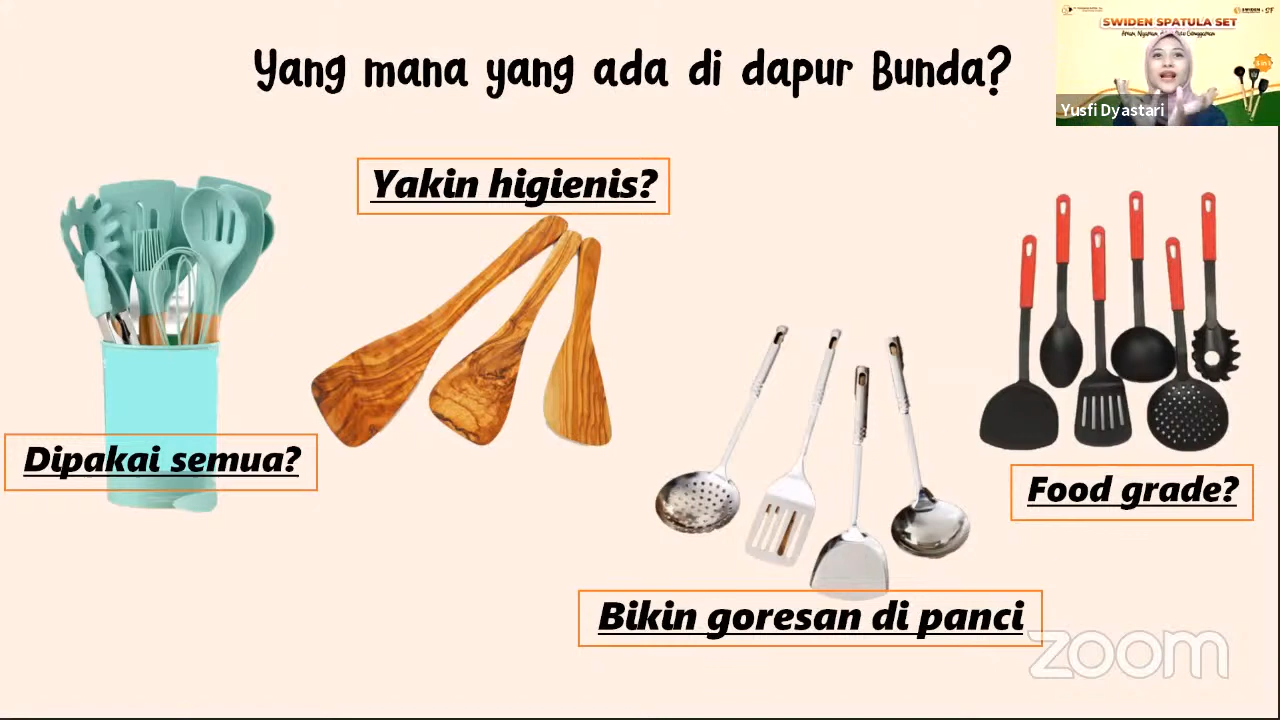 Yang mana yang ada di dapur Bunda?
SWIDEN SPATULA SET
Yusfi Dyastari
Yakin higienis?
Dipakai semua?
Food grade?
Bikin goresan di panci
zoom